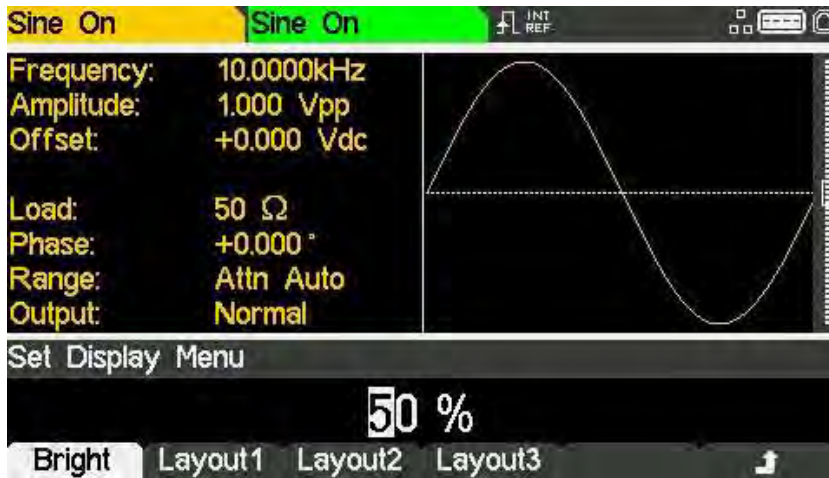 Sine On Sine On INT REF
Frequency: 10.0000kHz
Amplitude: 1.000 Vpp
Offset: +0.000 Vdc
Load: 50 Ω
Phase: +0.000°
Range: Attn Auto
Output: Normal
Set Display Menu
50 %
Bright Layout1 Layout2 Layout3